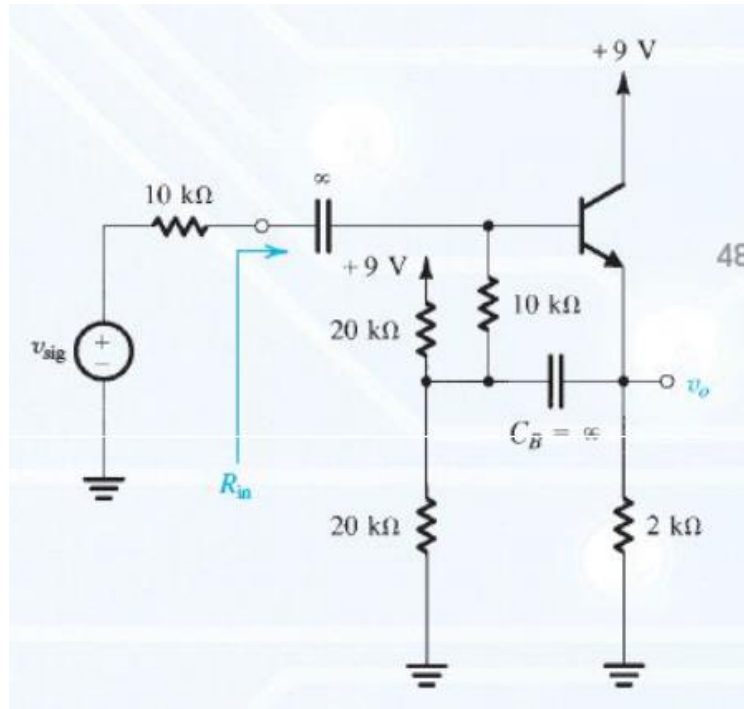 +9 V
∞
10 kΩ
+9 V
48
10 kΩ
20 kΩ
v_sig
+
−
v_o
C_B = ∞
R_in
20 kΩ
2 kΩ